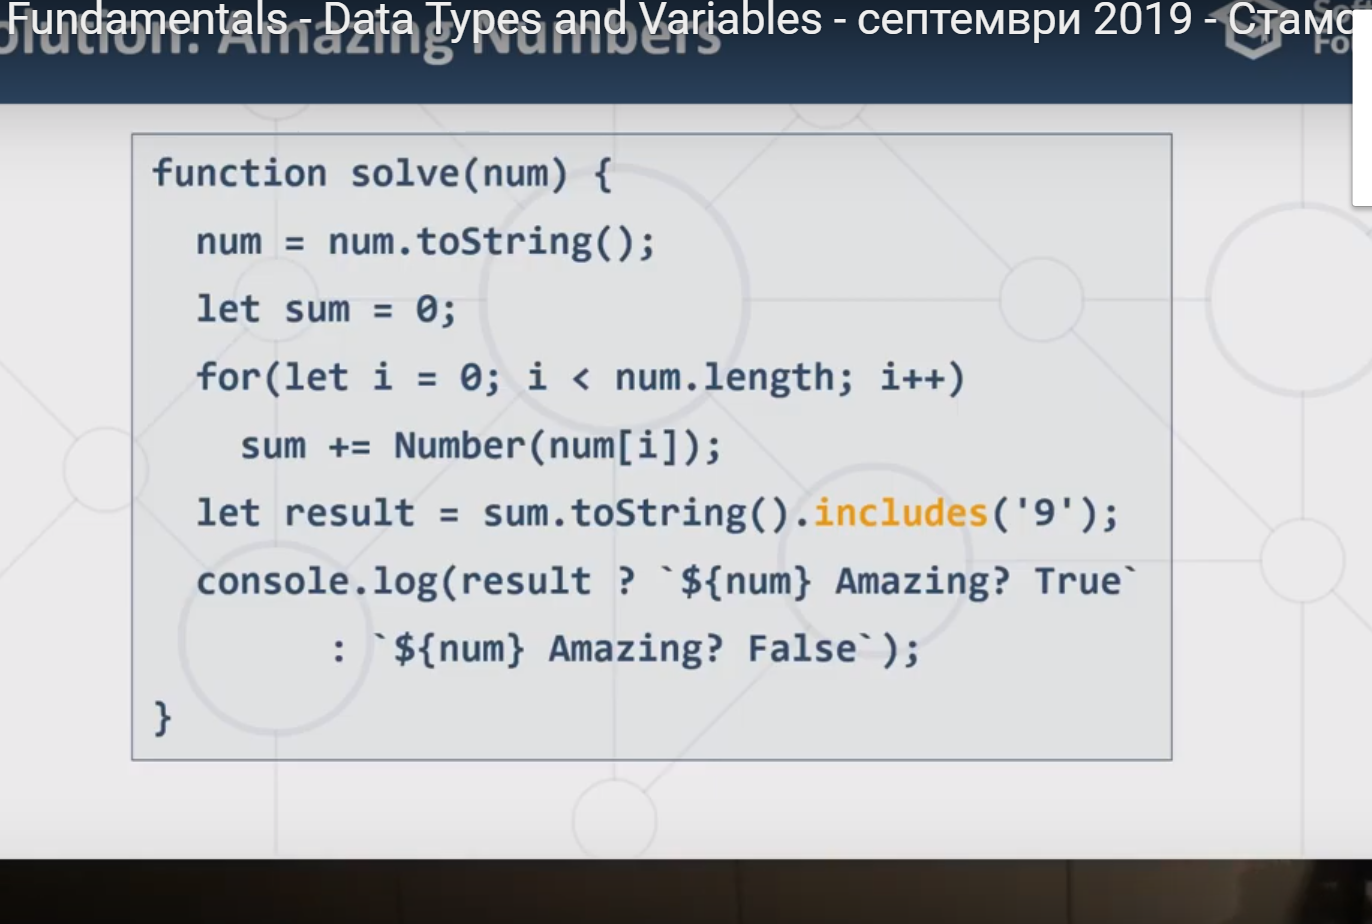 Fundamentals - Data Types and Variables - септември 2019 -
Amazing Numbers
function solve(num) {
num = num.toString();
let sum = 0;
for(let i = 0; i < num.length; i++)
sum += Number(num[i]);
let result = sum.toString().includes('9');
console.log(result ? `${num} Amazing? True`
: `${num} Amazing? False`);
}